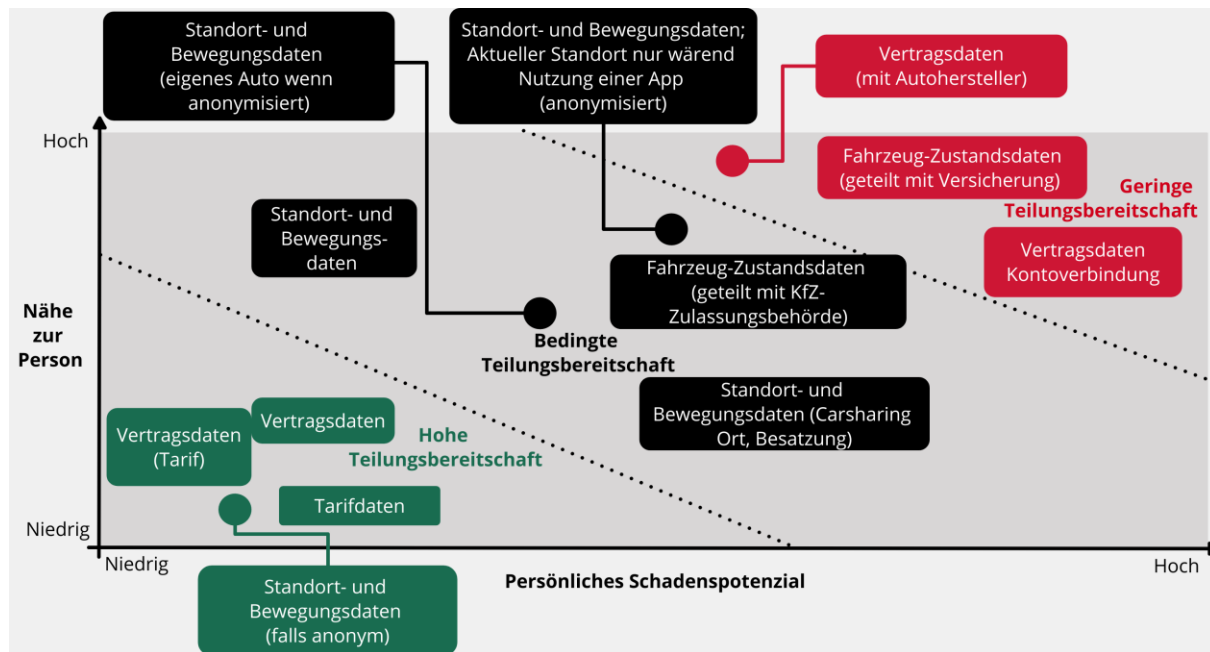 Standort- und
Bewegungsdaten
(eigenes Auto wenn
anonymisiert)
Standort- und Bewegungsdaten;
Aktueller Standort nur wärend
Nutzung einer App
(anonymisiert)
Vertragsdaten
(mit Autohersteller)
Hoch
Fahrzeug-Zustandsdaten
(geteilt mit Versicherung)
Geringe
Teilungsbereitschaft
Standort- und
Bewegungs-
daten
Vertragsdaten
Kontoverbindung
Fahrzeug-Zustandsdaten
(geteilt mit KfZ-
Zulassungsbehörde)
Nähe
zur
Person
Bedingte
Teilungsbereitschaft
Standort- und
Bewegungsdaten (Carsharing
Ort, Besatzung)
Vertragsdaten
(Tarif)
Vertragsdaten
Hohe
Teilungsbereitschaft
Tarifdaten
Niedrig
Niedrig
Persönliches Schadenspotenzial
Hoch
Standort- und
Bewegungsdaten
(falls anonym)